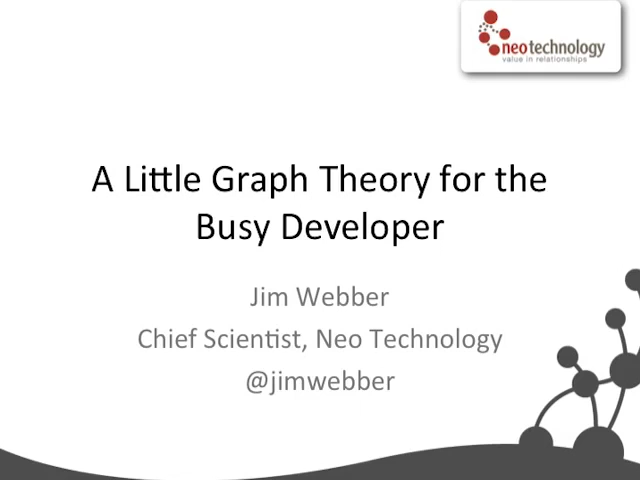 neotechnology
value in relationships
A Little Graph Theory for the
Busy Developer
Jim Webber
Chief Scientist, Neo Technology
@jimwebber